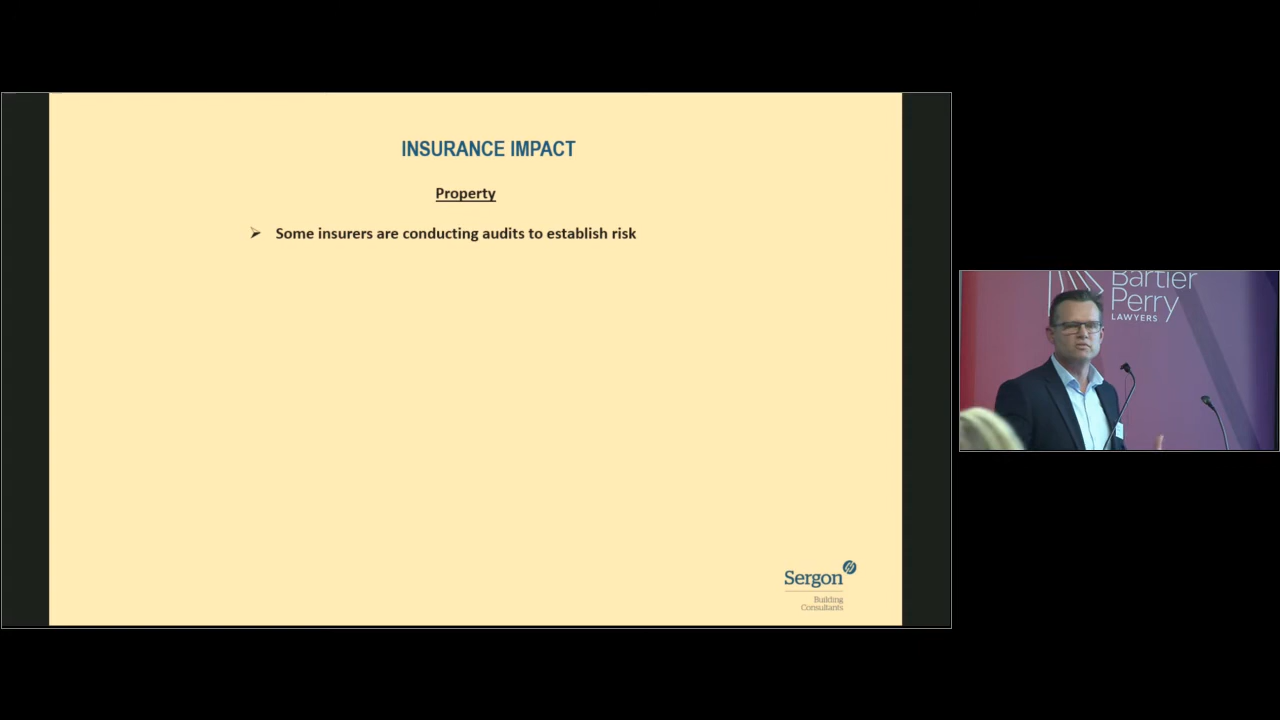 INSURANCE IMPACT
Property
Some insurers are conducting audits to establish risk
Sergon
Building
Consultants
Bartier
Perry
LAWYERS